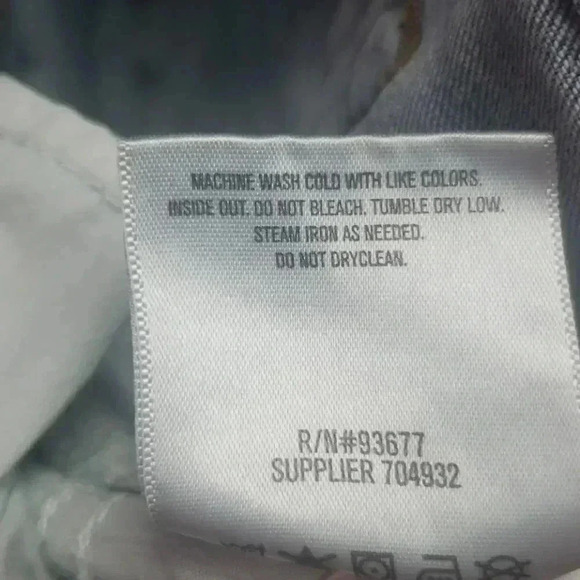 MACHINE WASH COLD WITH LIKE COLORS.
INSIDE OUT. DO NOT BLEACH. TUMBLE DRY LOW.
STEAM IRON AS NEEDED.
DO NOT DRYCLEAN.
R/N#93677
SUPPLIER 704932